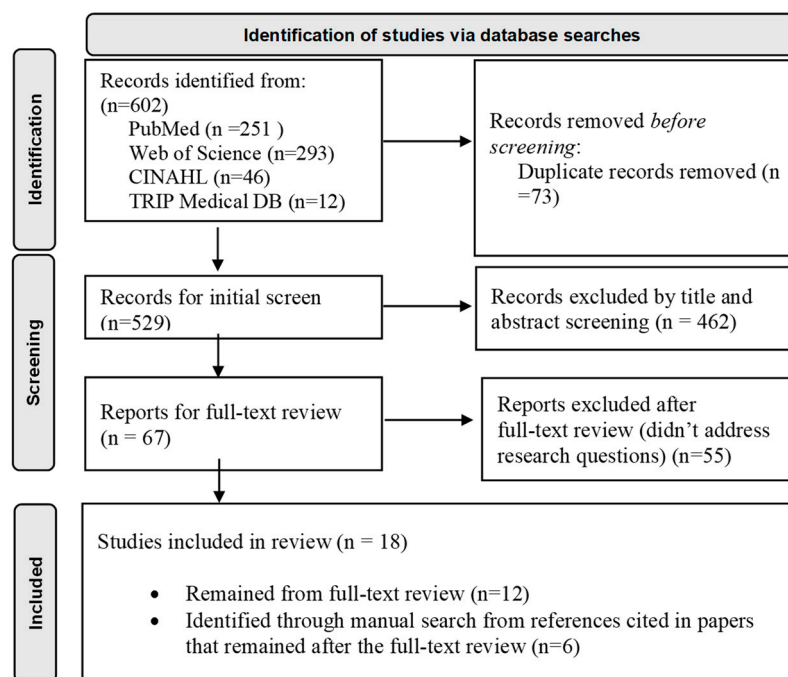 Identification of studies via database searches
Identification
Records identified from:
(n=602)
PubMed (n =251 )
Web of Science (n=293)
CINAHL (n=46)
TRIP Medical DB (n=12)
Records removed before
screening:
Duplicate records removed (n
=73)
Screening
Records for initial screen
(n=529)
Records excluded by title and
abstract screening (n = 462)
Reports for full-text review
(n = 67)
Reports excluded after
full-text review (didn’t address
research questions) (n=55)
Included
Studies included in review (n = 18)
• Remained from full-text review (n=12)
• Identified through manual search from references cited in papers
that remained after the full-text review (n=6)